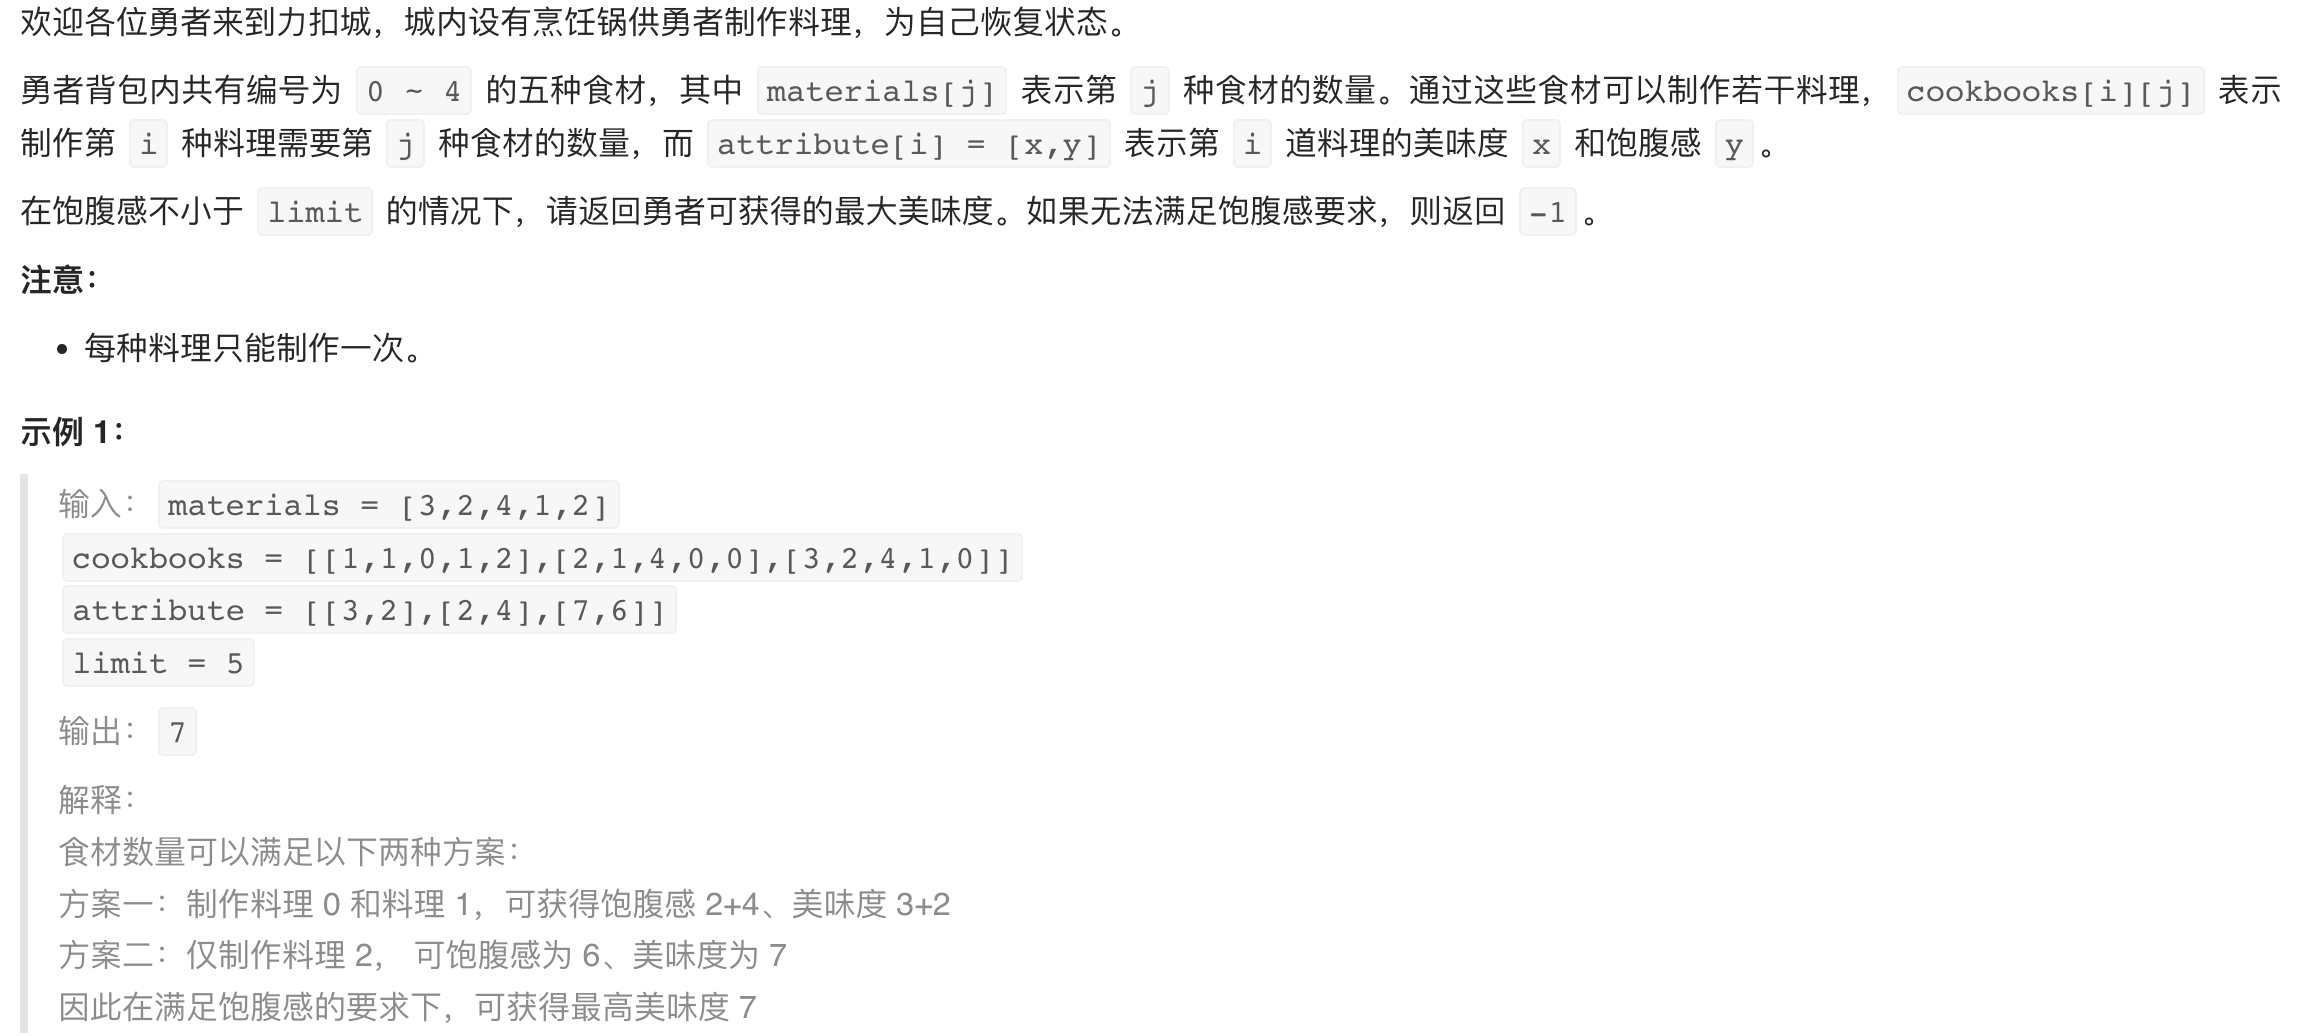 欢迎各位勇者来到力扣城，城内设有烹饪锅供勇者制作料理，为自己恢复状态。
勇者背包内共有编号为 0 ~ 4 的五种食材，其中 materials[j] 表示第 j 种食材的数量。通过这些食材可以制作若干料理， cookbooks[i][j] 表示
制作第 i 种料理需要第 j 种食材的数量，而 attribute[i] = [x,y] 表示第 i 道料理的美味度 x 和饱腹感 y 。
在饱腹感不小于 limit 的情况下，请返回勇者可获得的最大美味度。如果无法满足饱腹感要求，则返回 -1 。
注意：
• 每种料理只能制作一次。
示例 1：
输入： materials = [3,2,4,1,2]
cookbooks = [[1,1,0,1,2],[2,1,4,0,0],[3,2,4,1,0]]
attribute = [[3,2],[2,4],[7,6]]
limit = 5
输出： 7
解释：
食材数量可以满足以下两种方案：
方案一：制作料理 0 和料理 1，可获得饱腹感 2+4、美味度 3+2
方案二：仅制作料理 2， 可饱腹感为 6、美味度为 7
因此在满足饱腹感的要求下，可获得最高美味度 7